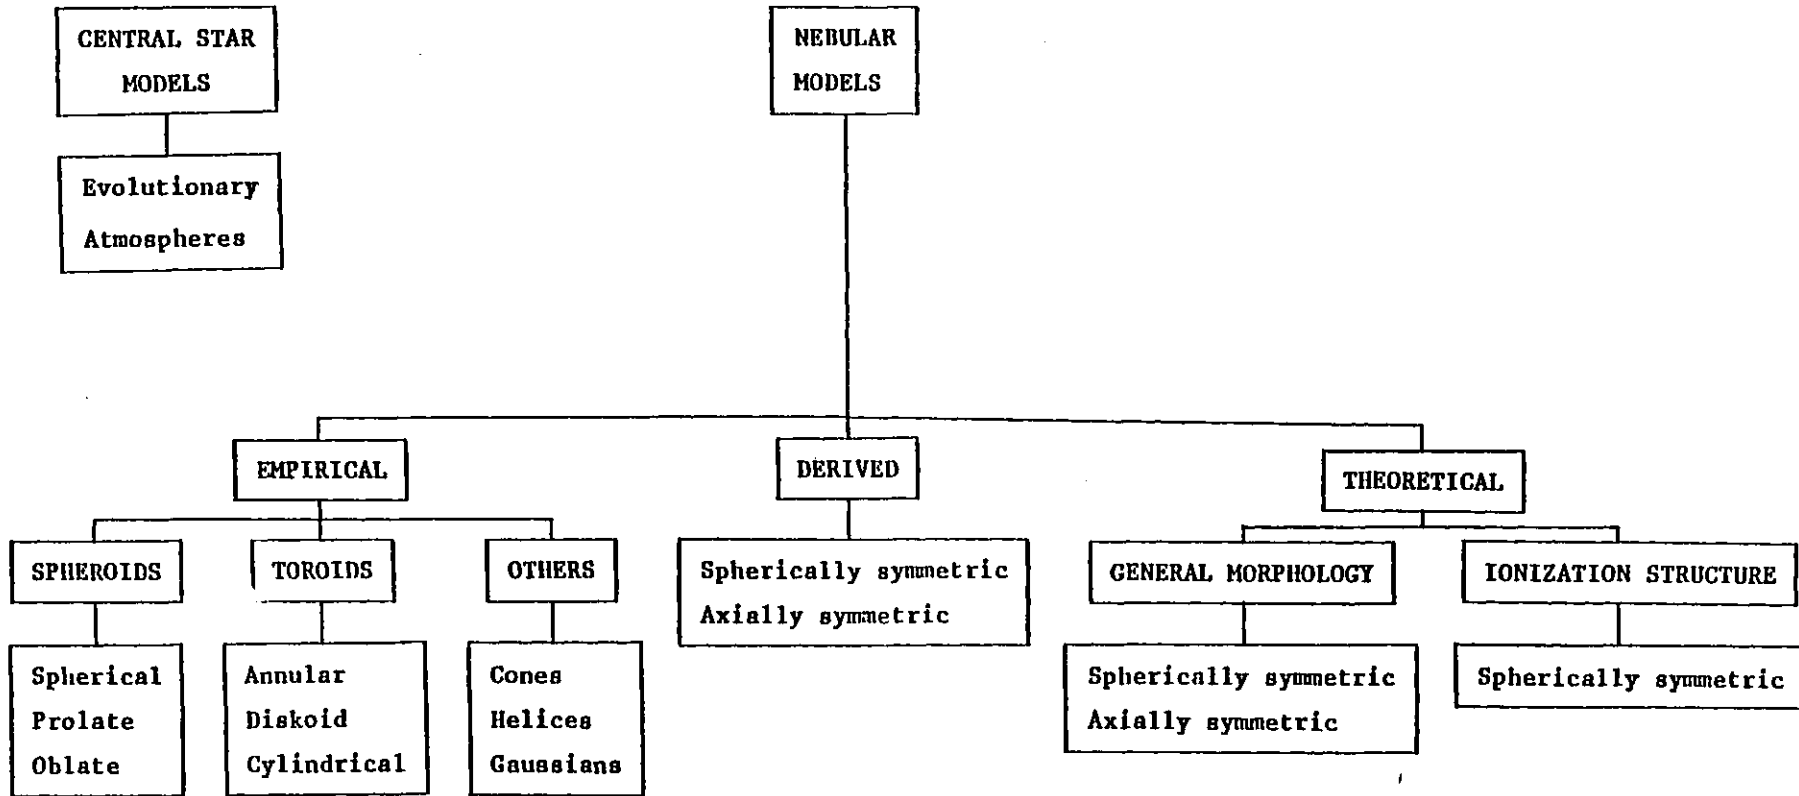 CENTRAL STAR
MODELS
Evolutionary
Atmospheres
NEBULAR
MODELS
EMPIRICAL
DERIVED
THEORETICAL
SPHEROIDS
TOROIDS
OTHERS
Spherically symmetric
Axially symmetric
GENERAL MORPHOLOGY
IONIZATION STRUCTURE
Spherical
Prolate
Oblate
Annular
Diskoid
Cylindrical
Cones
Helices
Gaussians
Spherically symmetric
Axially symmetric
Spherically symmetric